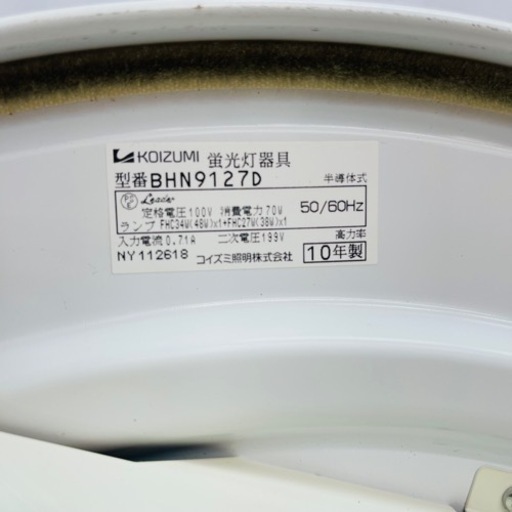 KOIZUMI 蛍光灯器具
型番BHN9127D 半導体式
PS E Leader
定格電圧100V 消費電力70W 50/60Hz
ランプ FHC34W(48W)x1+FHC27W(38W)x1
入力電流0.71A 二次電圧199V 高力率
NY112618 コイズミ照明株式会社 10年製